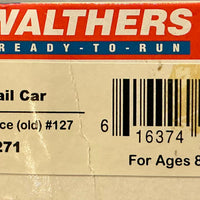 WALTHERS
READY-TO-RUN
ail Car
ce (old) #127
271
6 16374
For Ages 8